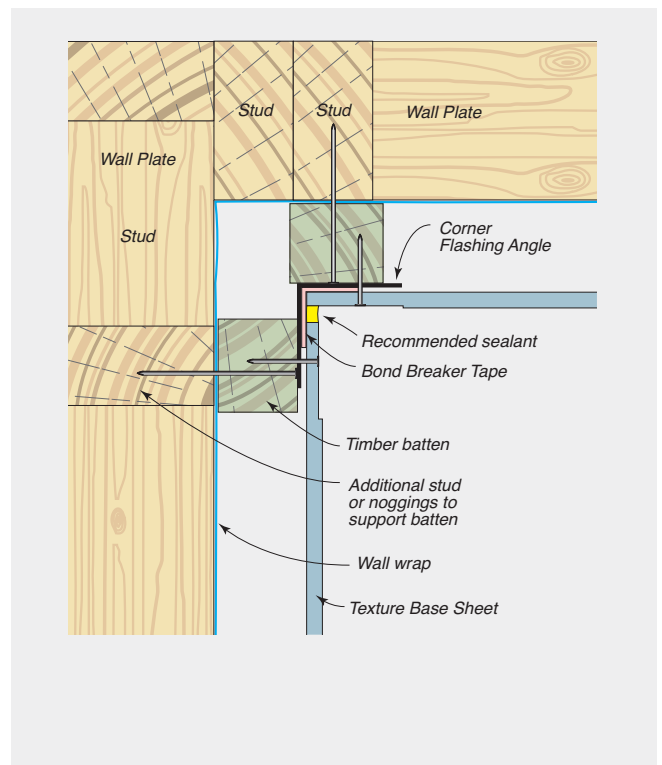 Stud
Stud
Wall Plate
Wall Plate
Stud
Corner
Flashing Angle
Recommended sealant
Bond Breaker Tape
Timber batten
Additional stud
or noggings to
support batten
Wall wrap
Texture Base Sheet